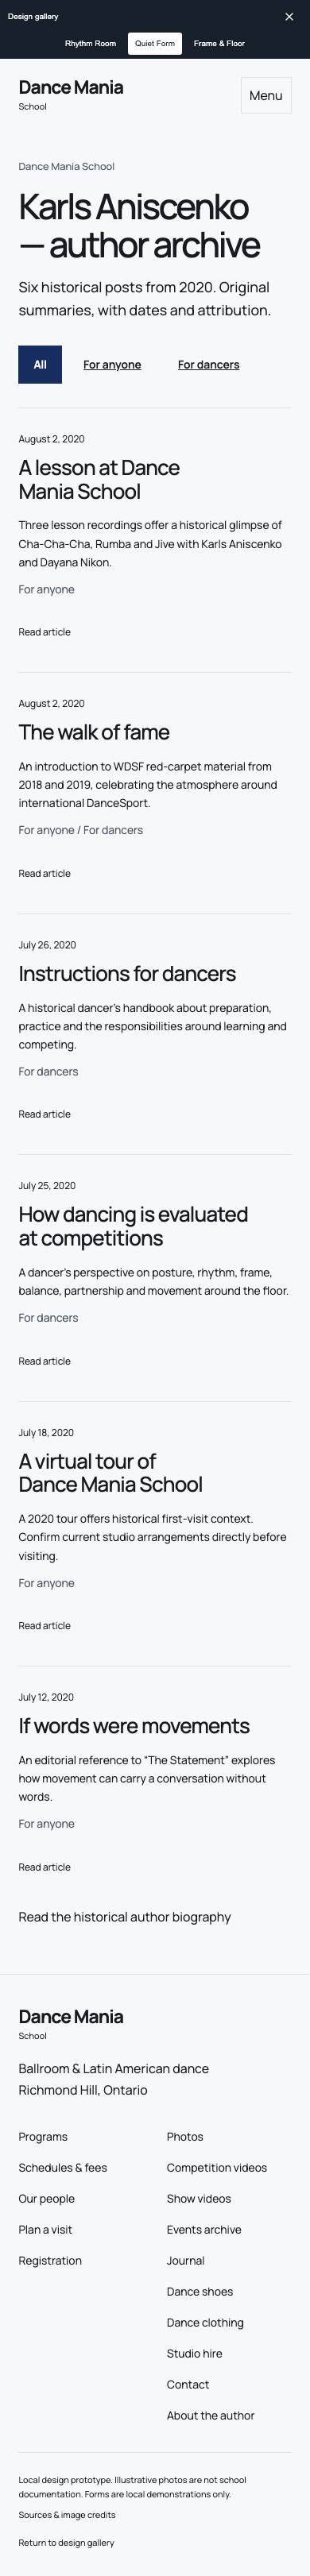 Design gallery
Rhythm Room
Quiet Form
Frame & Floor
Dance Mania
School
Menu
Dance Mania School
Karls Aniscenko
— author archive
Six historical posts from 2020. Original
summaries, with dates and attribution.
All
For anyone
For dancers
August 2, 2020
A lesson at Dance
Mania School
Three lesson recordings offer a historical glimpse of
Cha-Cha-Cha, Rumba and Jive with Karls Aniscenko
and Dayana Nikon.
For anyone
Read article
August 2, 2020
The walk of fame
An introduction to WDSF red-carpet material from
2018 and 2019, celebrating the atmosphere around
international DanceSport.
For anyone / For dancers
Read article
July 26, 2020
Instructions for dancers
A historical dancer’s handbook about preparation,
practice and the responsibilities around learning and
competing.
For dancers
Read article
July 25, 2020
How dancing is evaluated
at competitions
A dancer’s perspective on posture, rhythm, frame,
balance, partnership and movement around the floor.
For dancers
Read article
July 18, 2020
A virtual tour of
Dance Mania School
A 2020 tour offers historical first-visit context.
Confirm current studio arrangements directly before
visiting.
For anyone
Read article
July 12, 2020
If words were movements
An editorial reference to “The Statement” explores
how movement can carry a conversation without
words.
For anyone
Read article
Read the historical author biography
Dance Mania
School
Ballroom & Latin American dance
Richmond Hill, Ontario
Programs
Schedules & fees
Our people
Plan a visit
Registration
Photos
Competition videos
Show videos
Events archive
Journal
Dance shoes
Dance clothing
Studio hire
Contact
About the author
Local design prototype. Illustrative photos are not school
documentation. Forms are local demonstrations only.
Sources & image credits
Return to design gallery